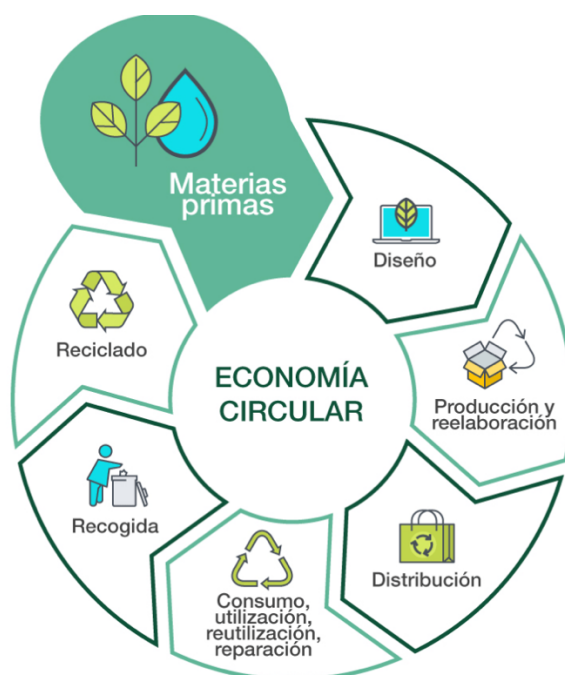 Materias
primas
Diseño
Producción y
reelaboración
Distribución
Consumo,
utilización,
reutilización,
reparación
Recogida
Reciclado
ECONOMÍA
CIRCULAR